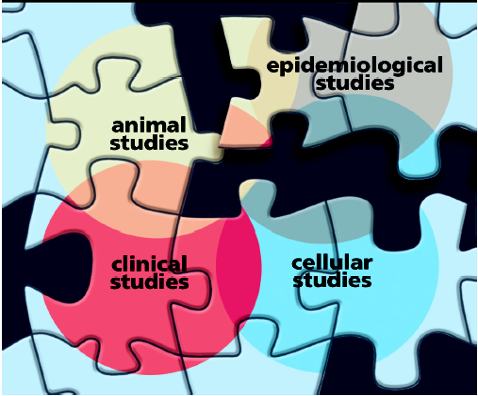 epidemiological
studies
animal
studies
clinical
studies
cellular
studies